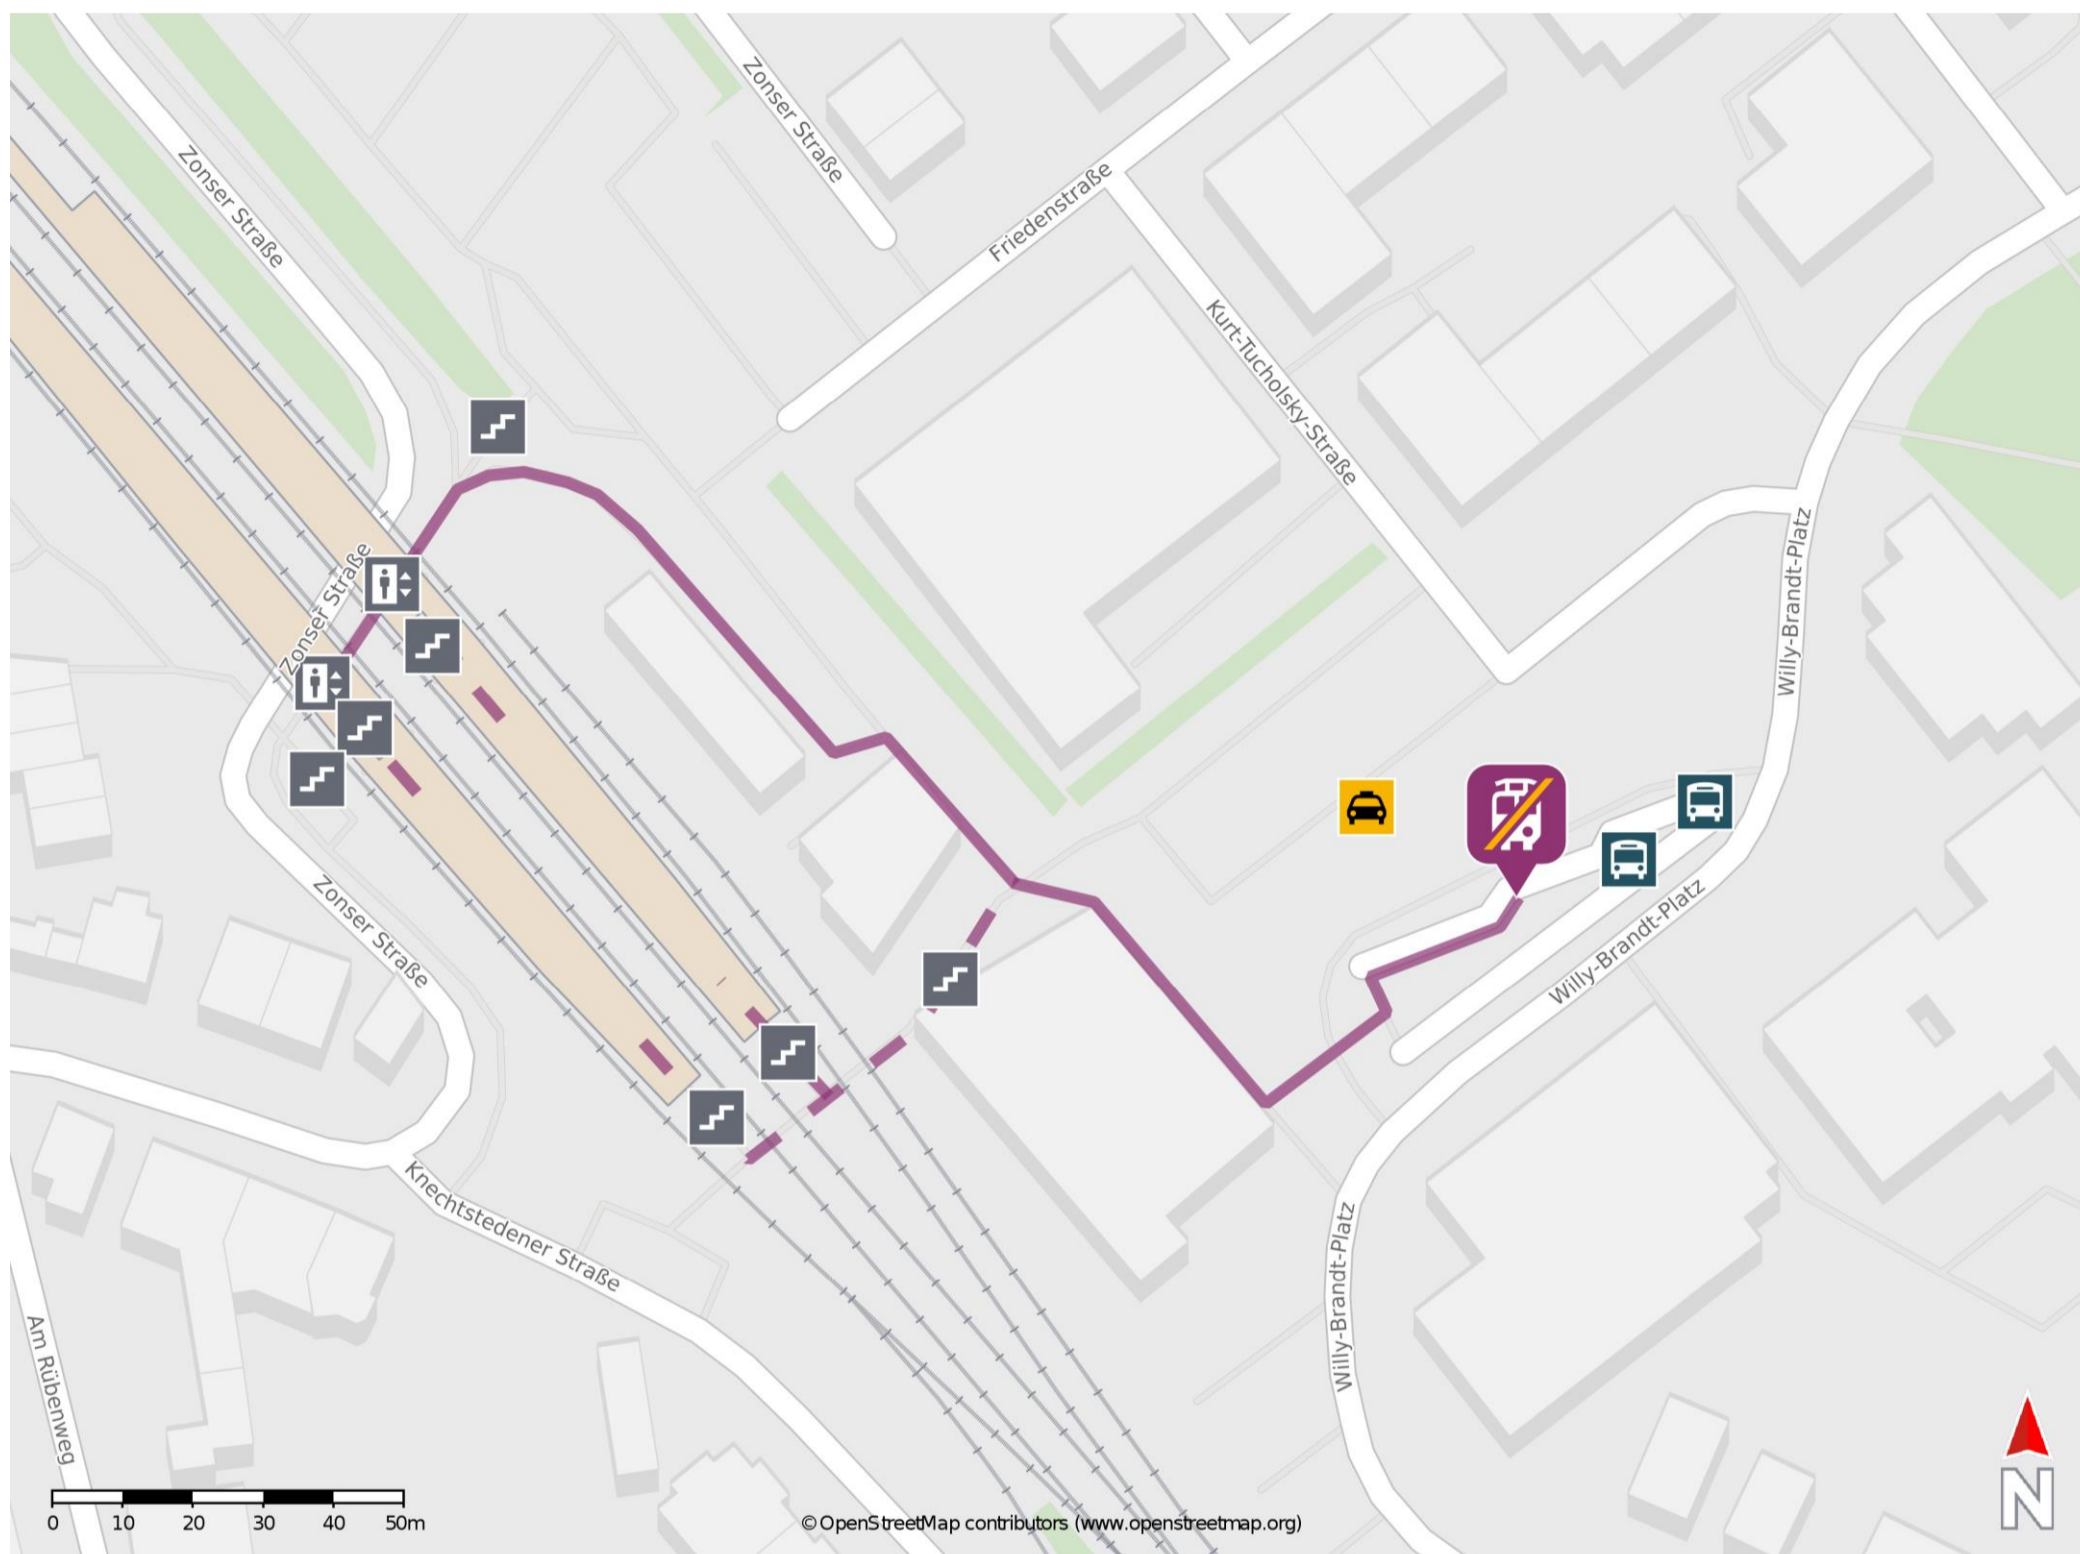 Zonser Straße
Zonser Straße
Friedenstraße
Kurt-Tucholsky-Straße
Zonser Straße
Willy-Brandt-Platz
Zonser Straße
Willy-Brandt-Platz
Knechtstedener Straße
Willy-Brandt-Platz
Am Rübenweg
N
0 10 20 30 40 50m
© OpenStreetMap contributors (www.openstreetmap.org)